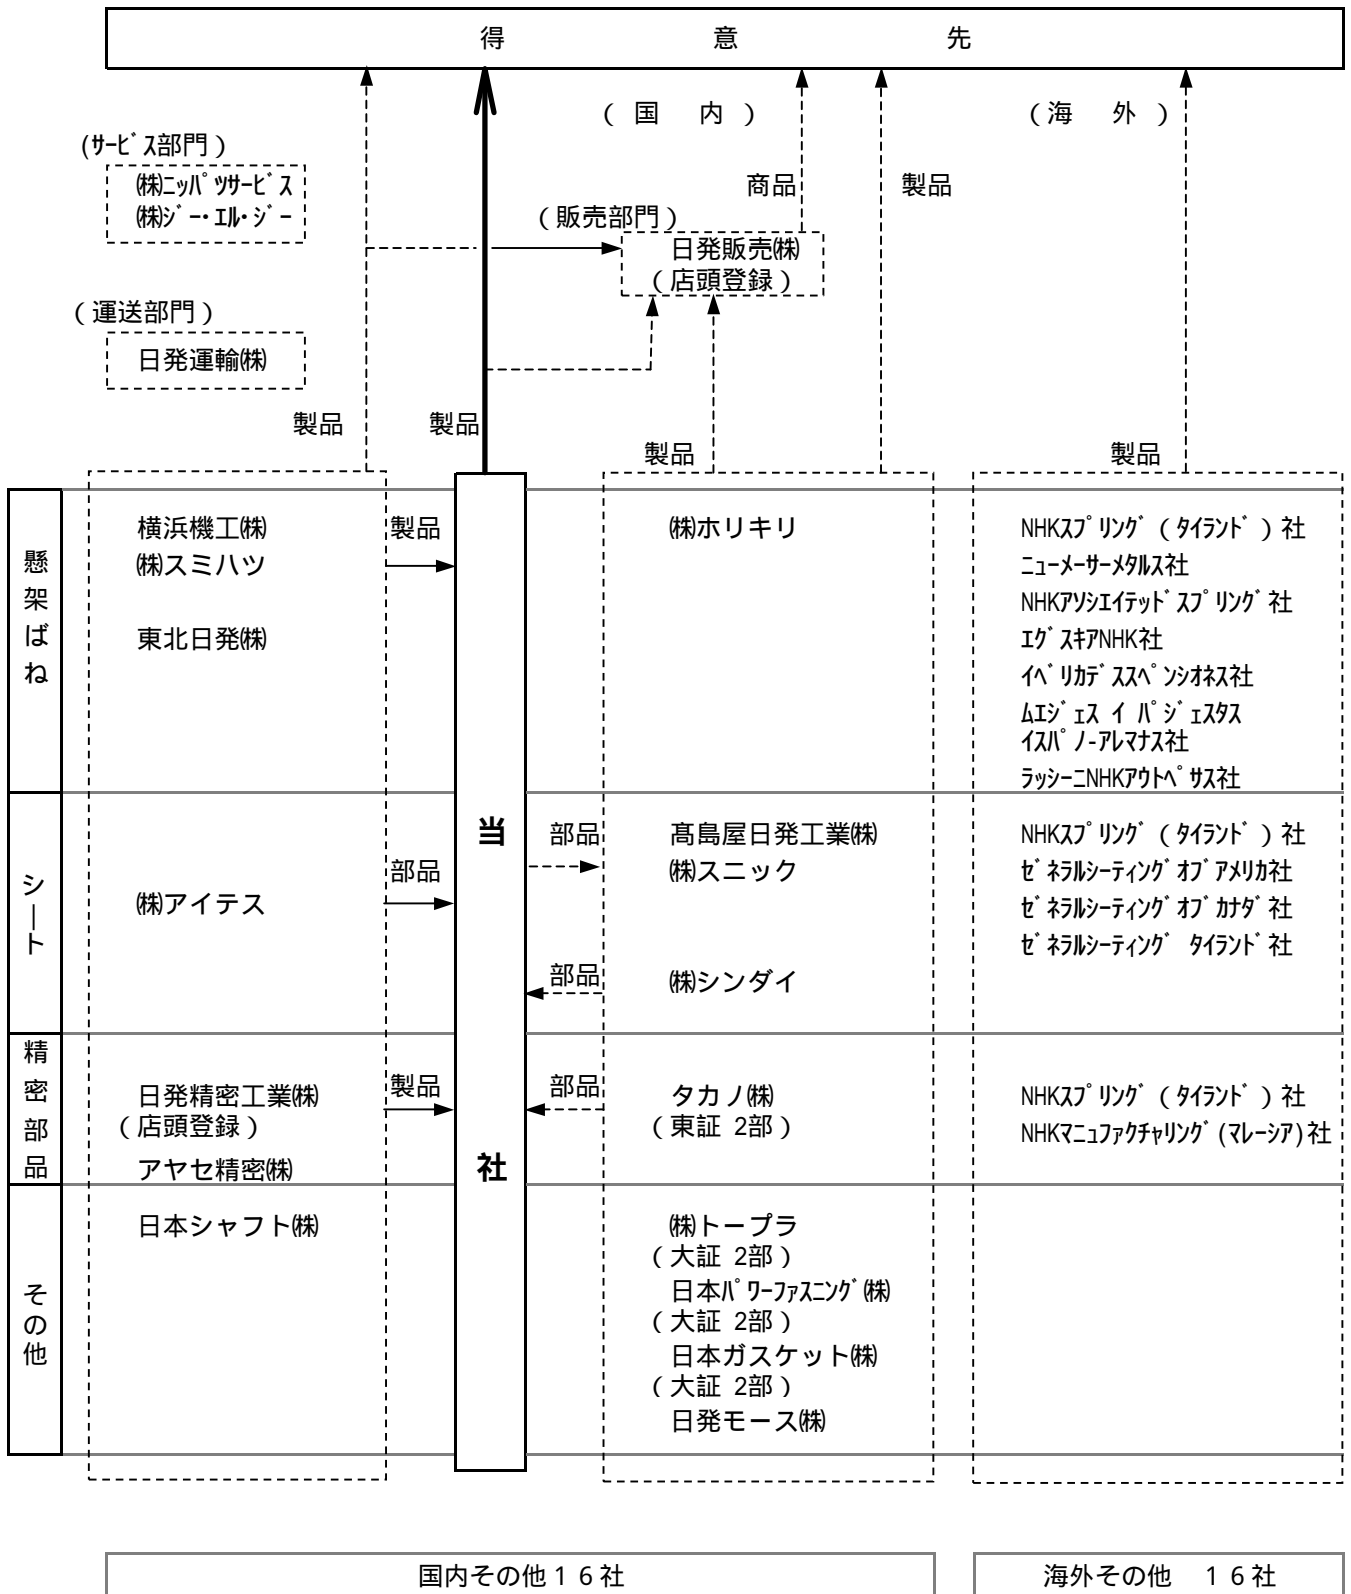 得意先
(国内)
(海外)
(ｻｰﾋﾞｽ部門)
㈱ﾆｯﾊﾟﾂｻｰﾋﾞｽ
㈱ｼﾞｰ･ｴﾙ･ｼﾞｰ
商品
製品
(販売部門)
日発販売㈱
(店頭登録)
(運送部門)
日発運輸㈱
製品
製品
製品
製品
懸架ばね
横浜機工㈱
製品
㈱スミハツ
東北日発㈱
㈱ホリキリ
NHKｽﾌﾟﾘﾝｸﾞ(ﾀｲﾗﾝﾄﾞ)社
ﾆｭｰﾒｰｻｰﾒﾀﾙｽ社
NHKｱｿｼｴｲﾃｯﾄﾞｽﾌﾟﾘﾝｸﾞ社
ｴｸﾞｽｷｱNHK社
ｲﾍﾞﾘｶﾃﾞｽｽﾍﾟﾝｼｵﾈｽ社
ﾑｴｼﾞｪｽ ｲ ﾊﾟｼﾞｪｽﾀｽ
ｲｽﾊﾟﾉ-ｱﾚﾏﾅｽ社
ﾗｯｼｰﾆNHKｱｳﾄﾍﾟｻｽ社
当社
シート
部品
㈱アイテス
部品
髙島屋日発工業㈱
㈱スニック
部品
㈱シンダイ
NHKｽﾌﾟﾘﾝｸﾞ(ﾀｲﾗﾝﾄﾞ)社
ｾﾞﾈﾗﾙｼｰﾃｨﾝｸﾞｵﾌﾞｱﾒﾘｶ社
ｾﾞﾈﾗﾙｼｰﾃｨﾝｸﾞｵﾌﾞｶﾅﾀﾞ社
ｾﾞﾈﾗﾙｼｰﾃｨﾝｸﾞ ﾀｲﾗﾝﾄﾞ社
精密部品
日発精密工業㈱
(店頭登録)
アヤセ精密㈱
製品
部品
タカノ㈱
(東証 2部)
NHKｽﾌﾟﾘﾝｸﾞ(ﾀｲﾗﾝﾄﾞ)社
NHKﾏﾆｭﾌｧｸﾁｬﾘﾝｸﾞ(ﾏﾚｰｼｱ)社
その他
日本シャフト㈱
㈱トープラ
(大証 2部)
日本ﾊﾟﾜｰﾌｧｽﾆﾝｸﾞ㈱
(大証 2部)
日本ガスケット㈱
(大証 2部)
日発モース㈱
国内その他１６社
海外その他　１６社